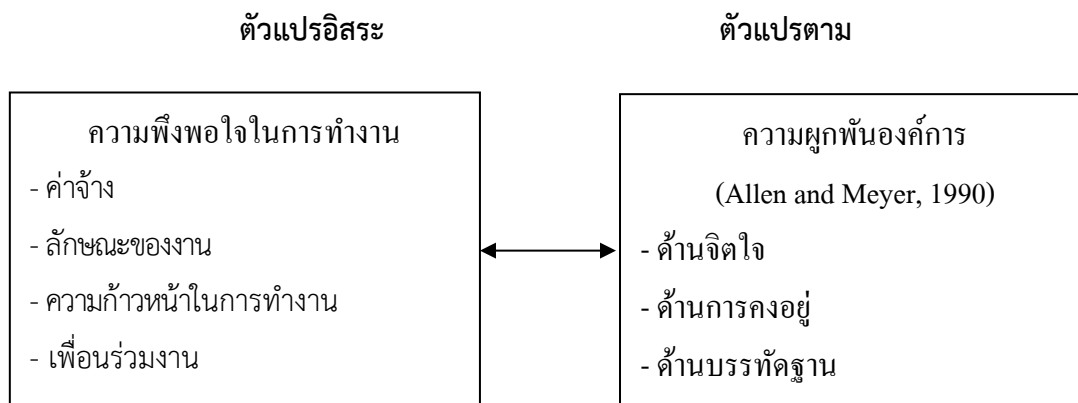 ตัวแปรอิสระ
ตัวแปรตาม
ความพึงพอใจในการทำงาน
- ค่าจ้าง
- ลักษณะของงาน
- ความก้าวหน้าในการทำงาน
- เพื่อนร่วมงาน
ความผูกพันองค์การ
(Allen and Meyer, 1990)
- ด้านจิตใจ
- ด้านการคงอยู่
- ด้านบรรทัดฐาน